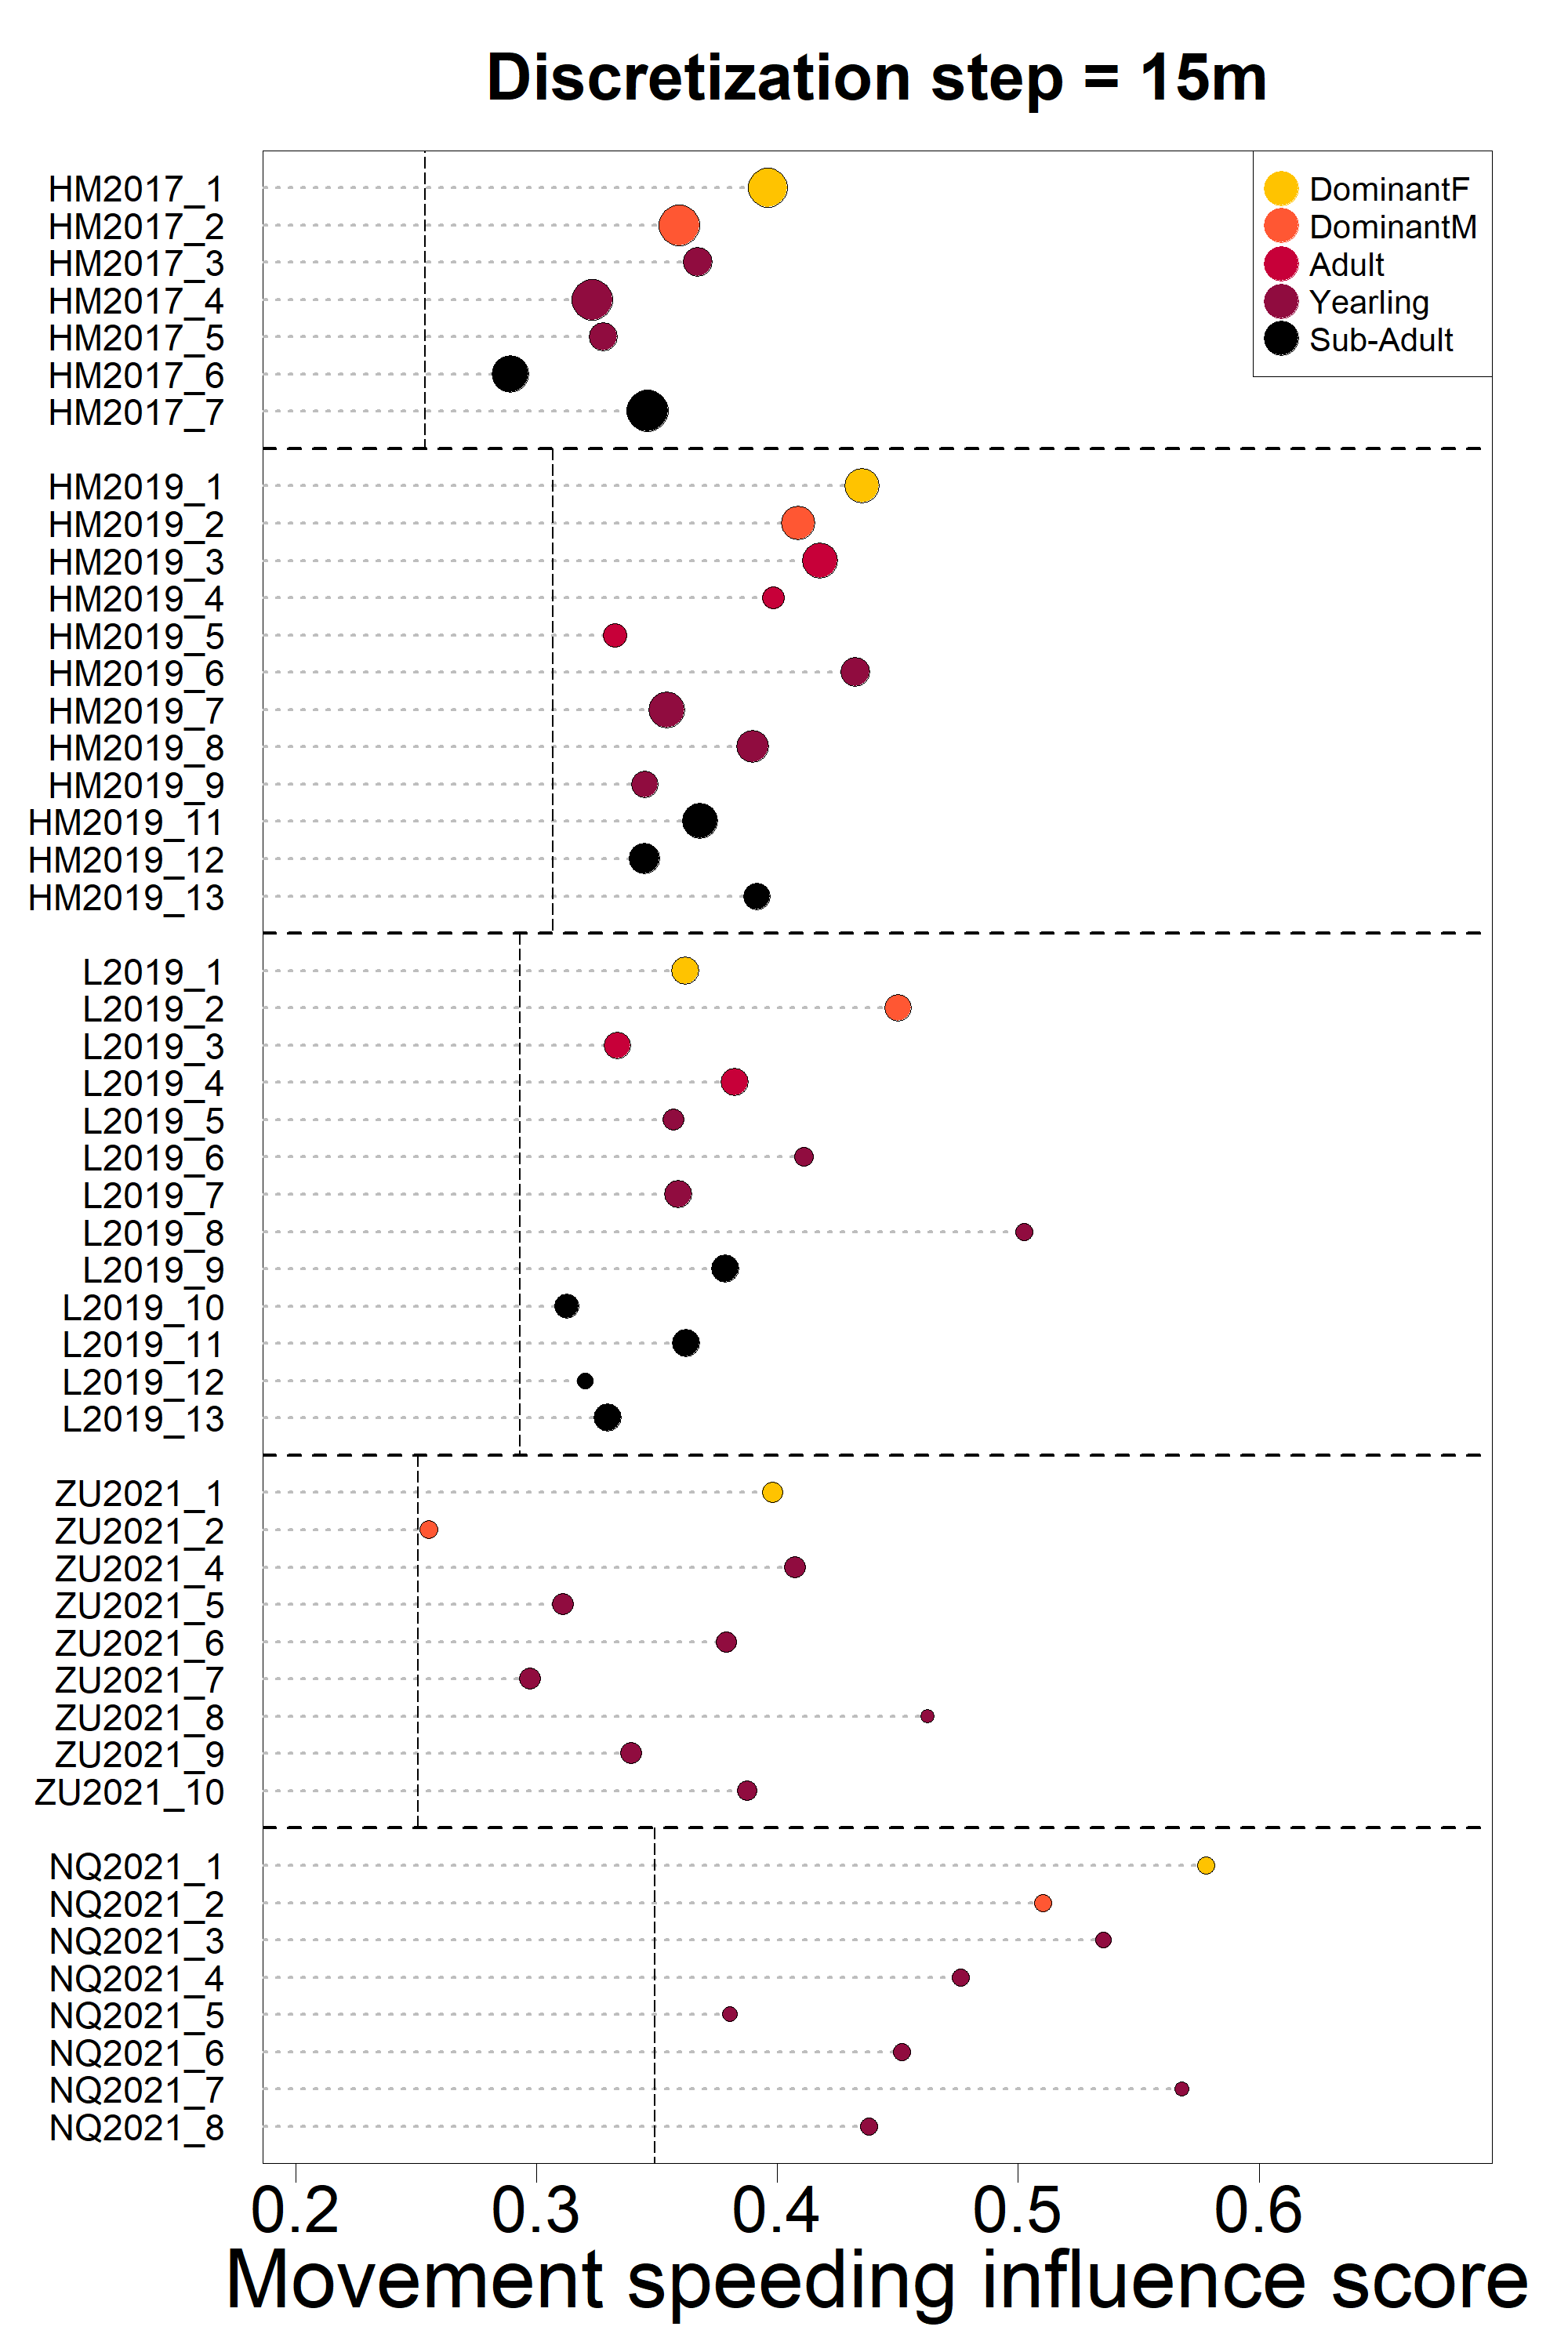 Discretization step = 15m
DominantF
DominantM
Adult
Yearling
Sub-Adult
HM2017_1
HM2017_2
HM2017_3
HM2017_4
HM2017_5
HM2017_6
HM2017_7
HM2019_1
HM2019_2
HM2019_3
HM2019_4
HM2019_5
HM2019_6
HM2019_7
HM2019_8
HM2019_9
HM2019_11
HM2019_12
HM2019_13
L2019_1
L2019_2
L2019_3
L2019_4
L2019_5
L2019_6
L2019_7
L2019_8
L2019_9
L2019_10
L2019_11
L2019_12
L2019_13
ZU2021_1
ZU2021_2
ZU2021_4
ZU2021_5
ZU2021_6
ZU2021_7
ZU2021_8
ZU2021_9
ZU2021_10
NQ2021_1
NQ2021_2
NQ2021_3
NQ2021_4
NQ2021_5
NQ2021_6
NQ2021_7
NQ2021_8
0.2 0.3 0.4 0.5 0.6
Movement speeding influence score